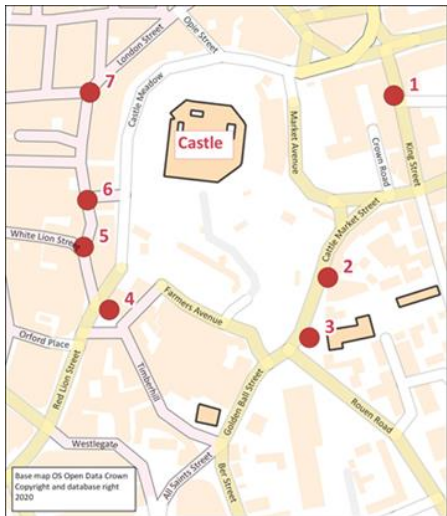 London Street
Opie Street
7
Castle Meadow
1
Castle
Market Avenue
Crown Road
King Street
6
White Lion Street
5
Cattle Market Street
2
4
Farmers Avenue
3
Orford Place
Red Lion Street
Timberhill
Golden Ball Street
Rouen Road
Westlegate
All Saints Street
Ber Street
Base map OS Open Data Crown
Copyright and database right
2020